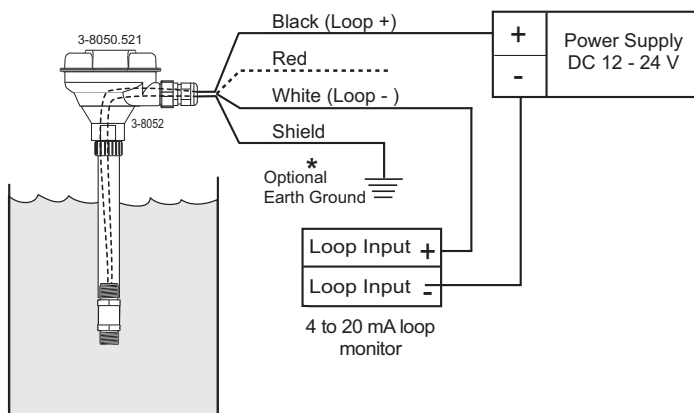 3-8050.521
3-8052
Black (Loop +)
Red
White (Loop - )
Shield
*
Optional
Earth Ground
+
-
Power Supply
DC 12 - 24 V
Loop Input +
Loop Input -
4 to 20 mA loop
monitor